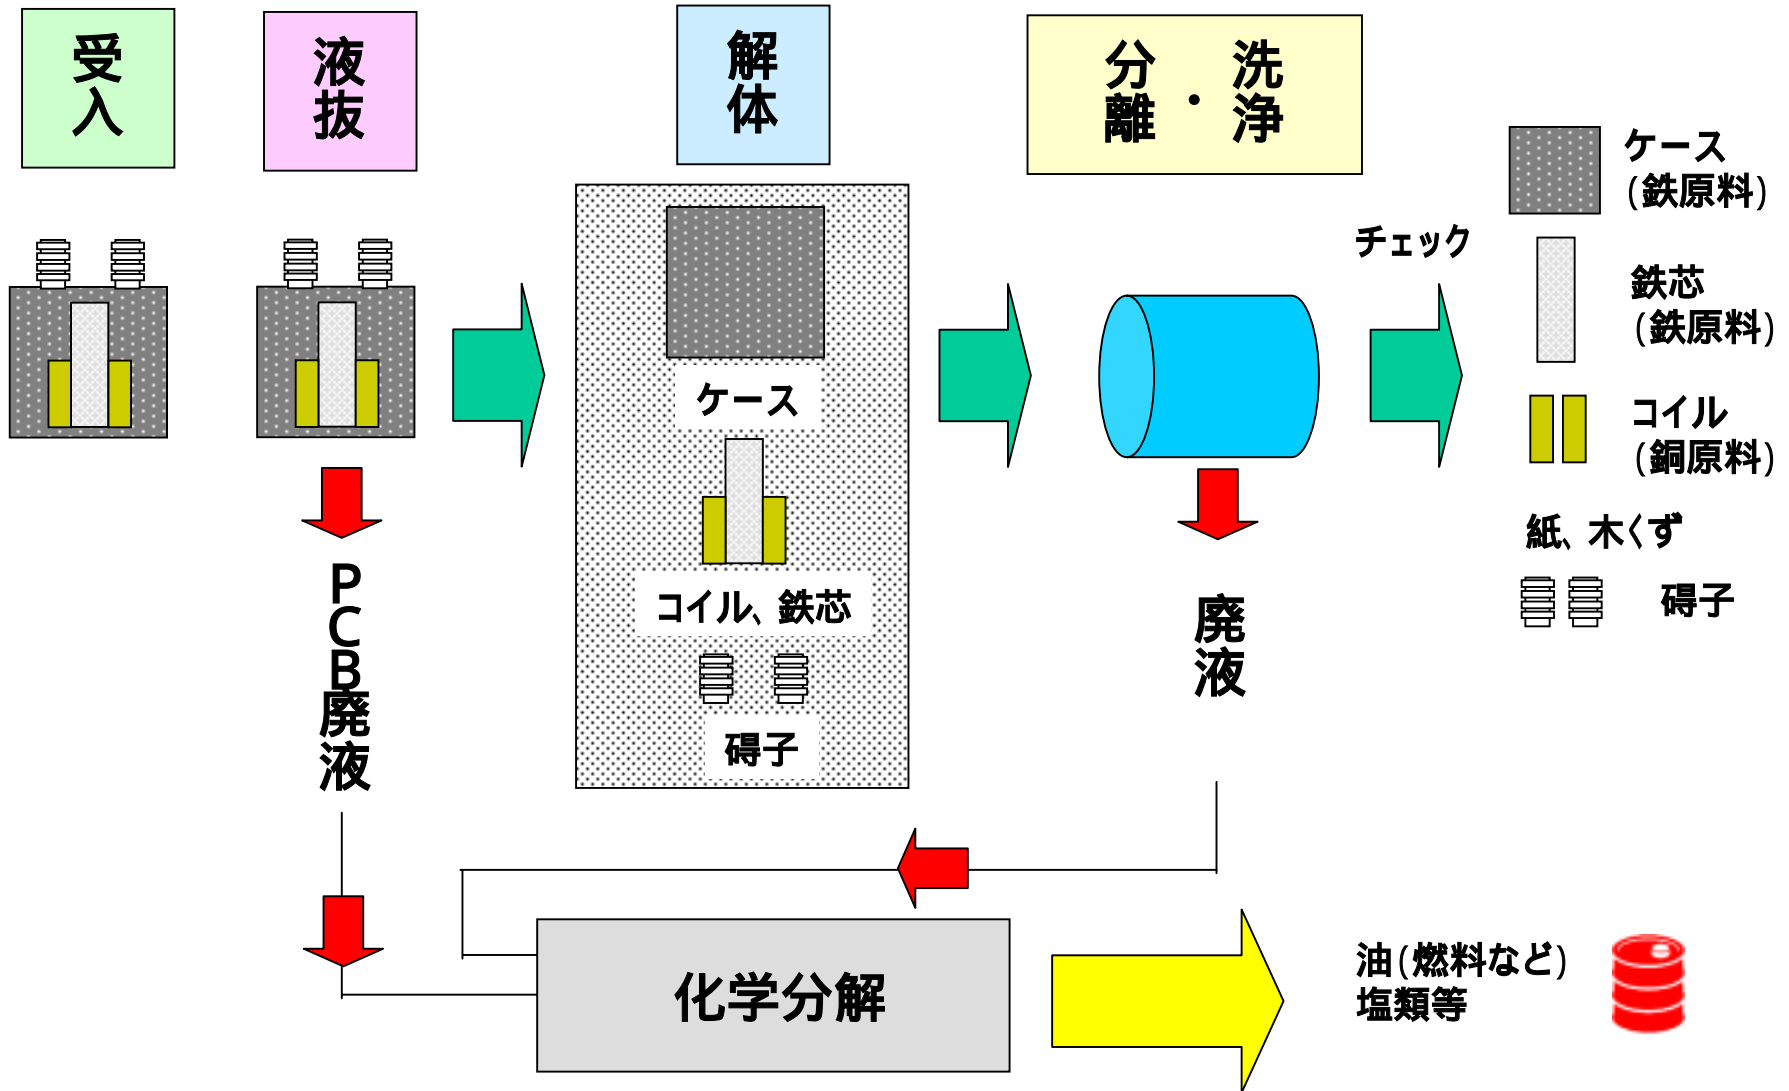 受入
液抜
解体
分離・洗浄
ケース
(鉄原料)
チェック
鉄芯
(鉄原料)
ケース
コイル
(銅原料)
紙、木くず
コイル、鉄芯
碍子
PCB廃液
廃液
碍子
化学分解
油(燃料など)
塩類等